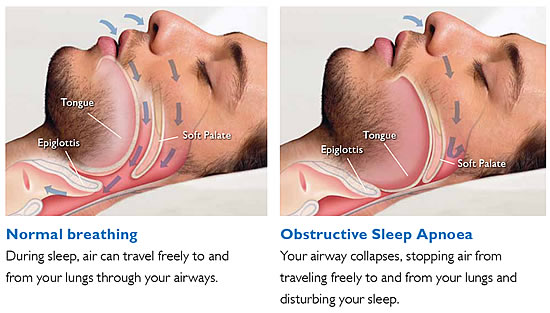 Tongue
Soft Palate
Epiglottis
Tongue
Epiglottis
Soft Palate
Normal breathing
During sleep, air can travel freely to and
from your lungs through your airways.
Obstructive Sleep Apnoea
Your airway collapses, stopping air from
traveling freely to and from your lungs and
disturbing your sleep.